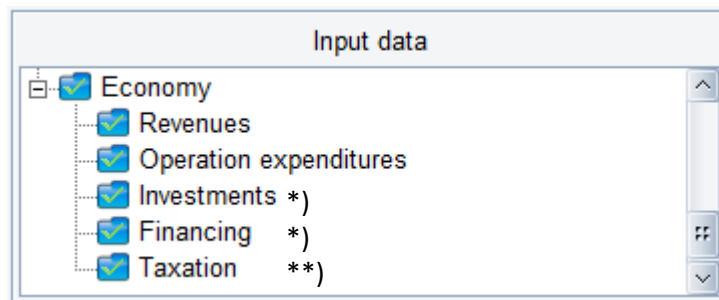 Input data
Economy
Revenues
Operation expenditures
Investments *)
Financing *)
Taxation **)